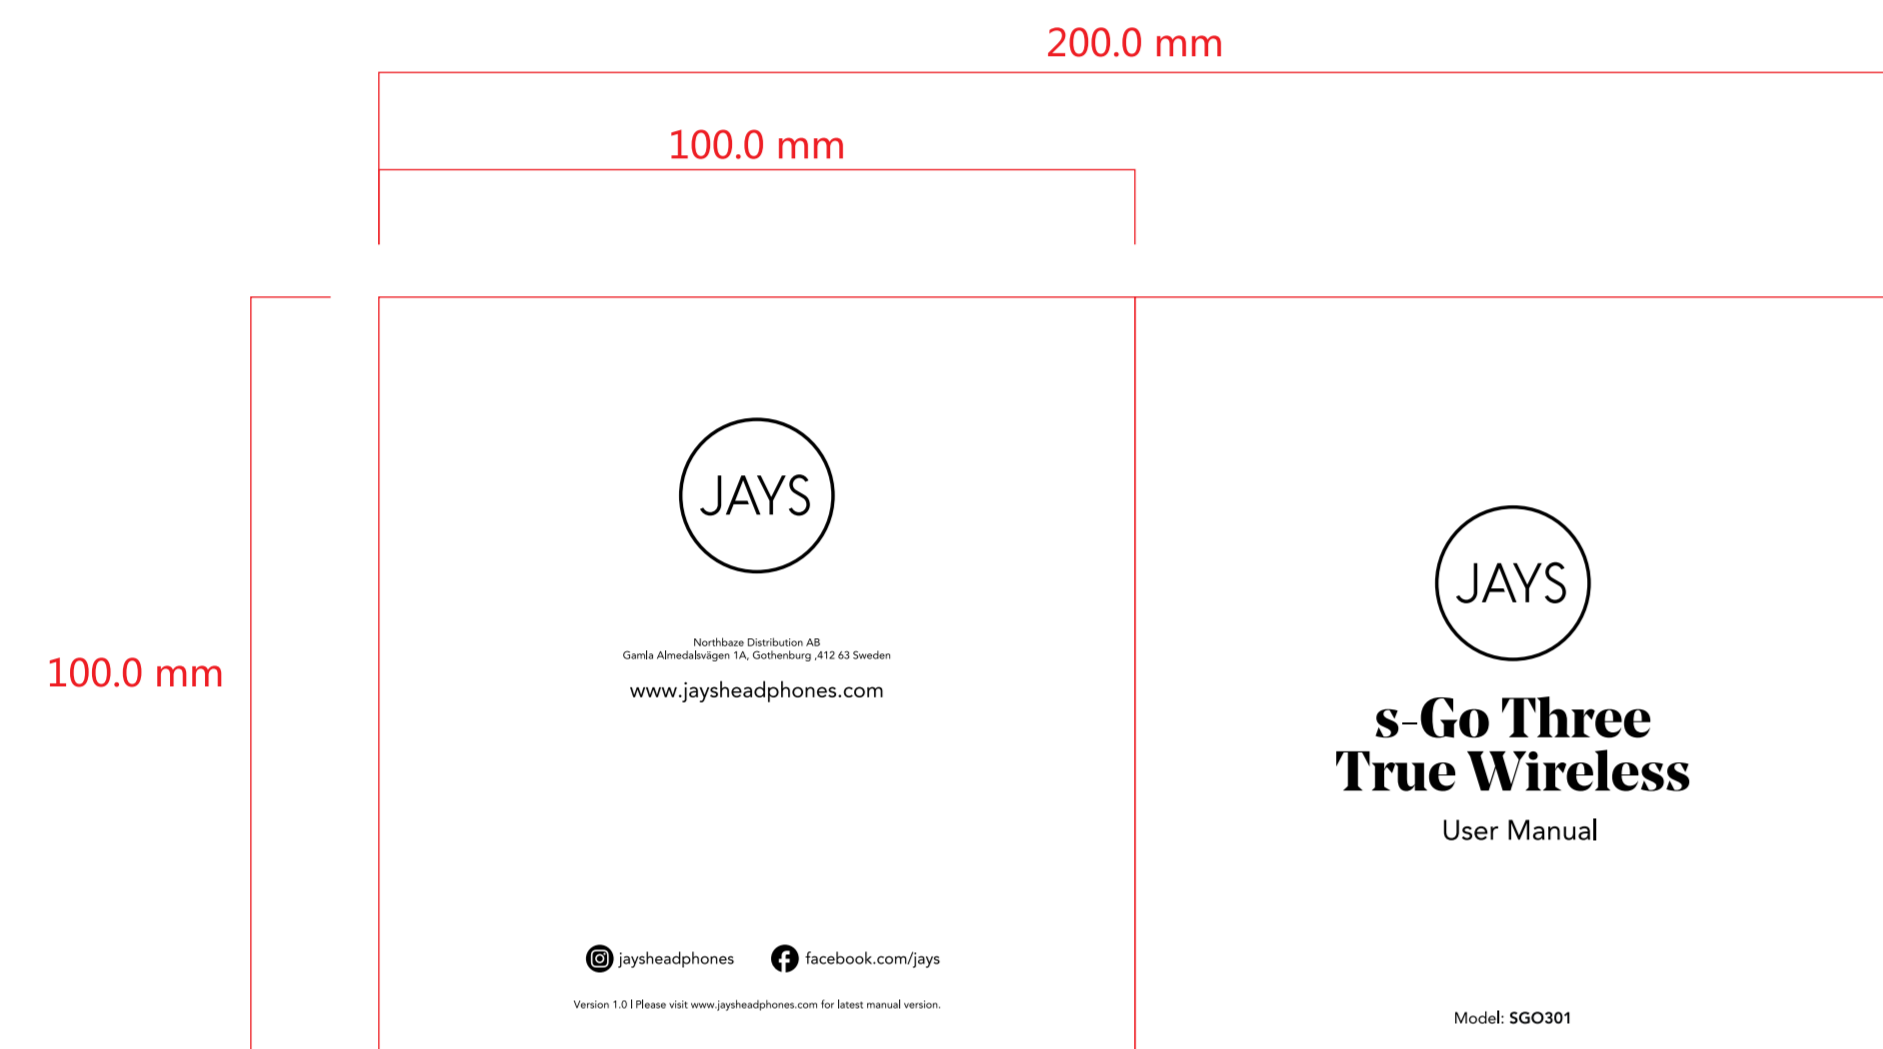 200.0 mm
100.0 mm
100.0 mm
JAYS
Northbaze Distribution AB
Gamla Almedalsvägen 1A, Gothenburg ,412 63 Sweden
www.jaysheadphones.com
jaysheadphones
facebook.com/jays
Version 1.0 | Please visit www.jaysheadphones.com for latest manual version.
JAYS
s-Go Three
True Wireless
User Manual
Model: SGO301